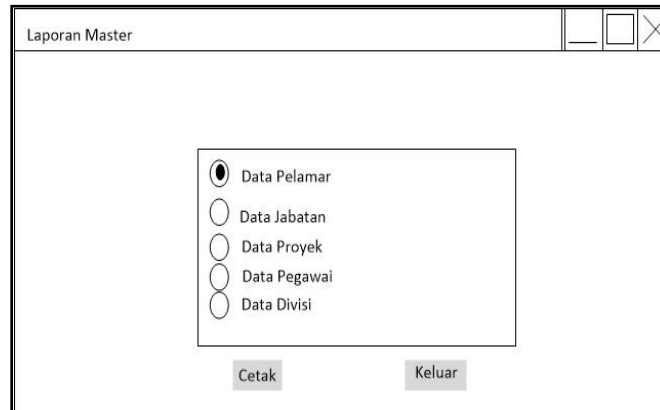 Laporan Master
Data Pelamar
Data Jabatan
Data Proyek
Data Pegawai
Data Divisi
Cetak
Keluar